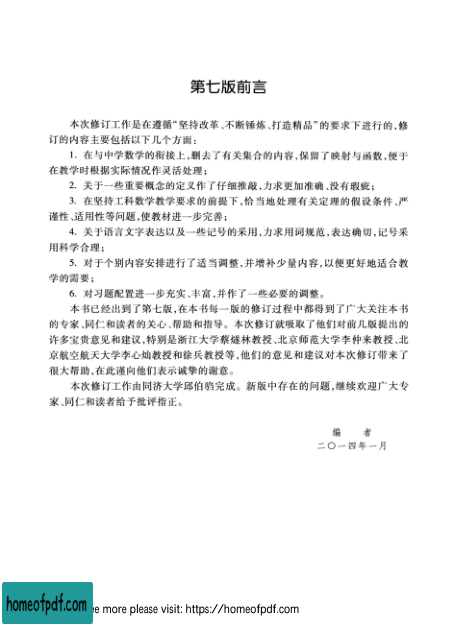 第七版前言
本次修订工作是在遵循“坚持改革、不断锤炼、打造精品”的要求下进行的,修
订的内容主要包括以下几个方面:
1. 在与中学数学的衔接上,删去了有关集合的内容,保留了映射与函数,便于
在教学时根据实际情况作灵活处理;
2. 关于一些重要概念的定义作了仔细推敲,力求更加准确、没有瑕疵;
3. 在坚持工科数学教学要求的前提下,恰当地处理有关定理的假设条件、严
谨性、适用性等问题,使教材进一步完善;
4. 关于语言文字表达以及一些记号的采用,力求用词规范,表达确切,记号采
用科学合理;
5. 对于个别内容安排进行了适当调整,并增补少量内容,以便更好地适合教
学的需要;
6. 对习题配置进一步充实、丰富,并作了一些必要的调整。
本书已经出到了第七版,在本书每一版的修订过程中都得到了广大关注本书
的专家、同仁和读者的关心、帮助和指导。本次修订就吸取了他们对前几版提出的
许多宝贵意见和建议,特别是浙江大学蔡燧林教授、北京师范大学李仲来教授、北
京航空航天大学李心灿教授和徐兵教授等,他们的意见和建议对本次修订带来了
很大帮助,在此谨向他们表示诚挚的谢意。
本次修订工作由同济大学邱伯驺完成。新版中存在的问题,继续欢迎广大专
家、同仁和读者给予批评指正。
编 者
二〇一四年一月
homeofpdf.com
ee more please visit: https://homeofpdf.com